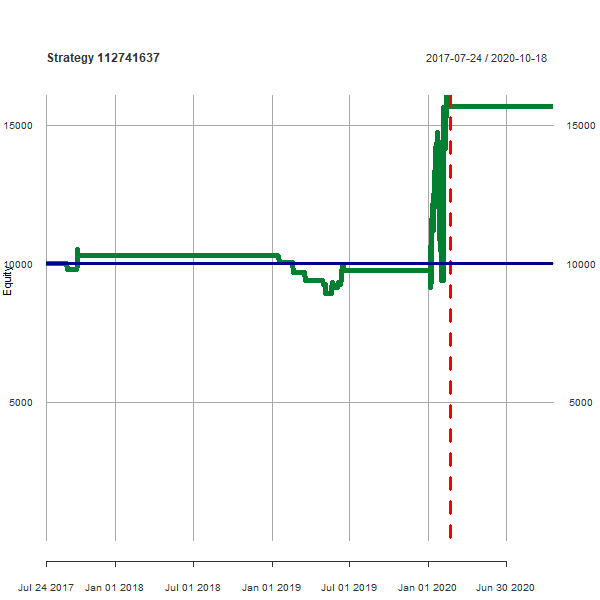 Strategy 112741637
2017-07-24 / 2020-10-18
15000
15000
10000
10000
Equity
5000
5000
Jul 24 2017
Jan 01 2018
Jul 01 2018
Jan 01 2019
Jul 01 2019
Jan 01 2020
Jun 30 2020